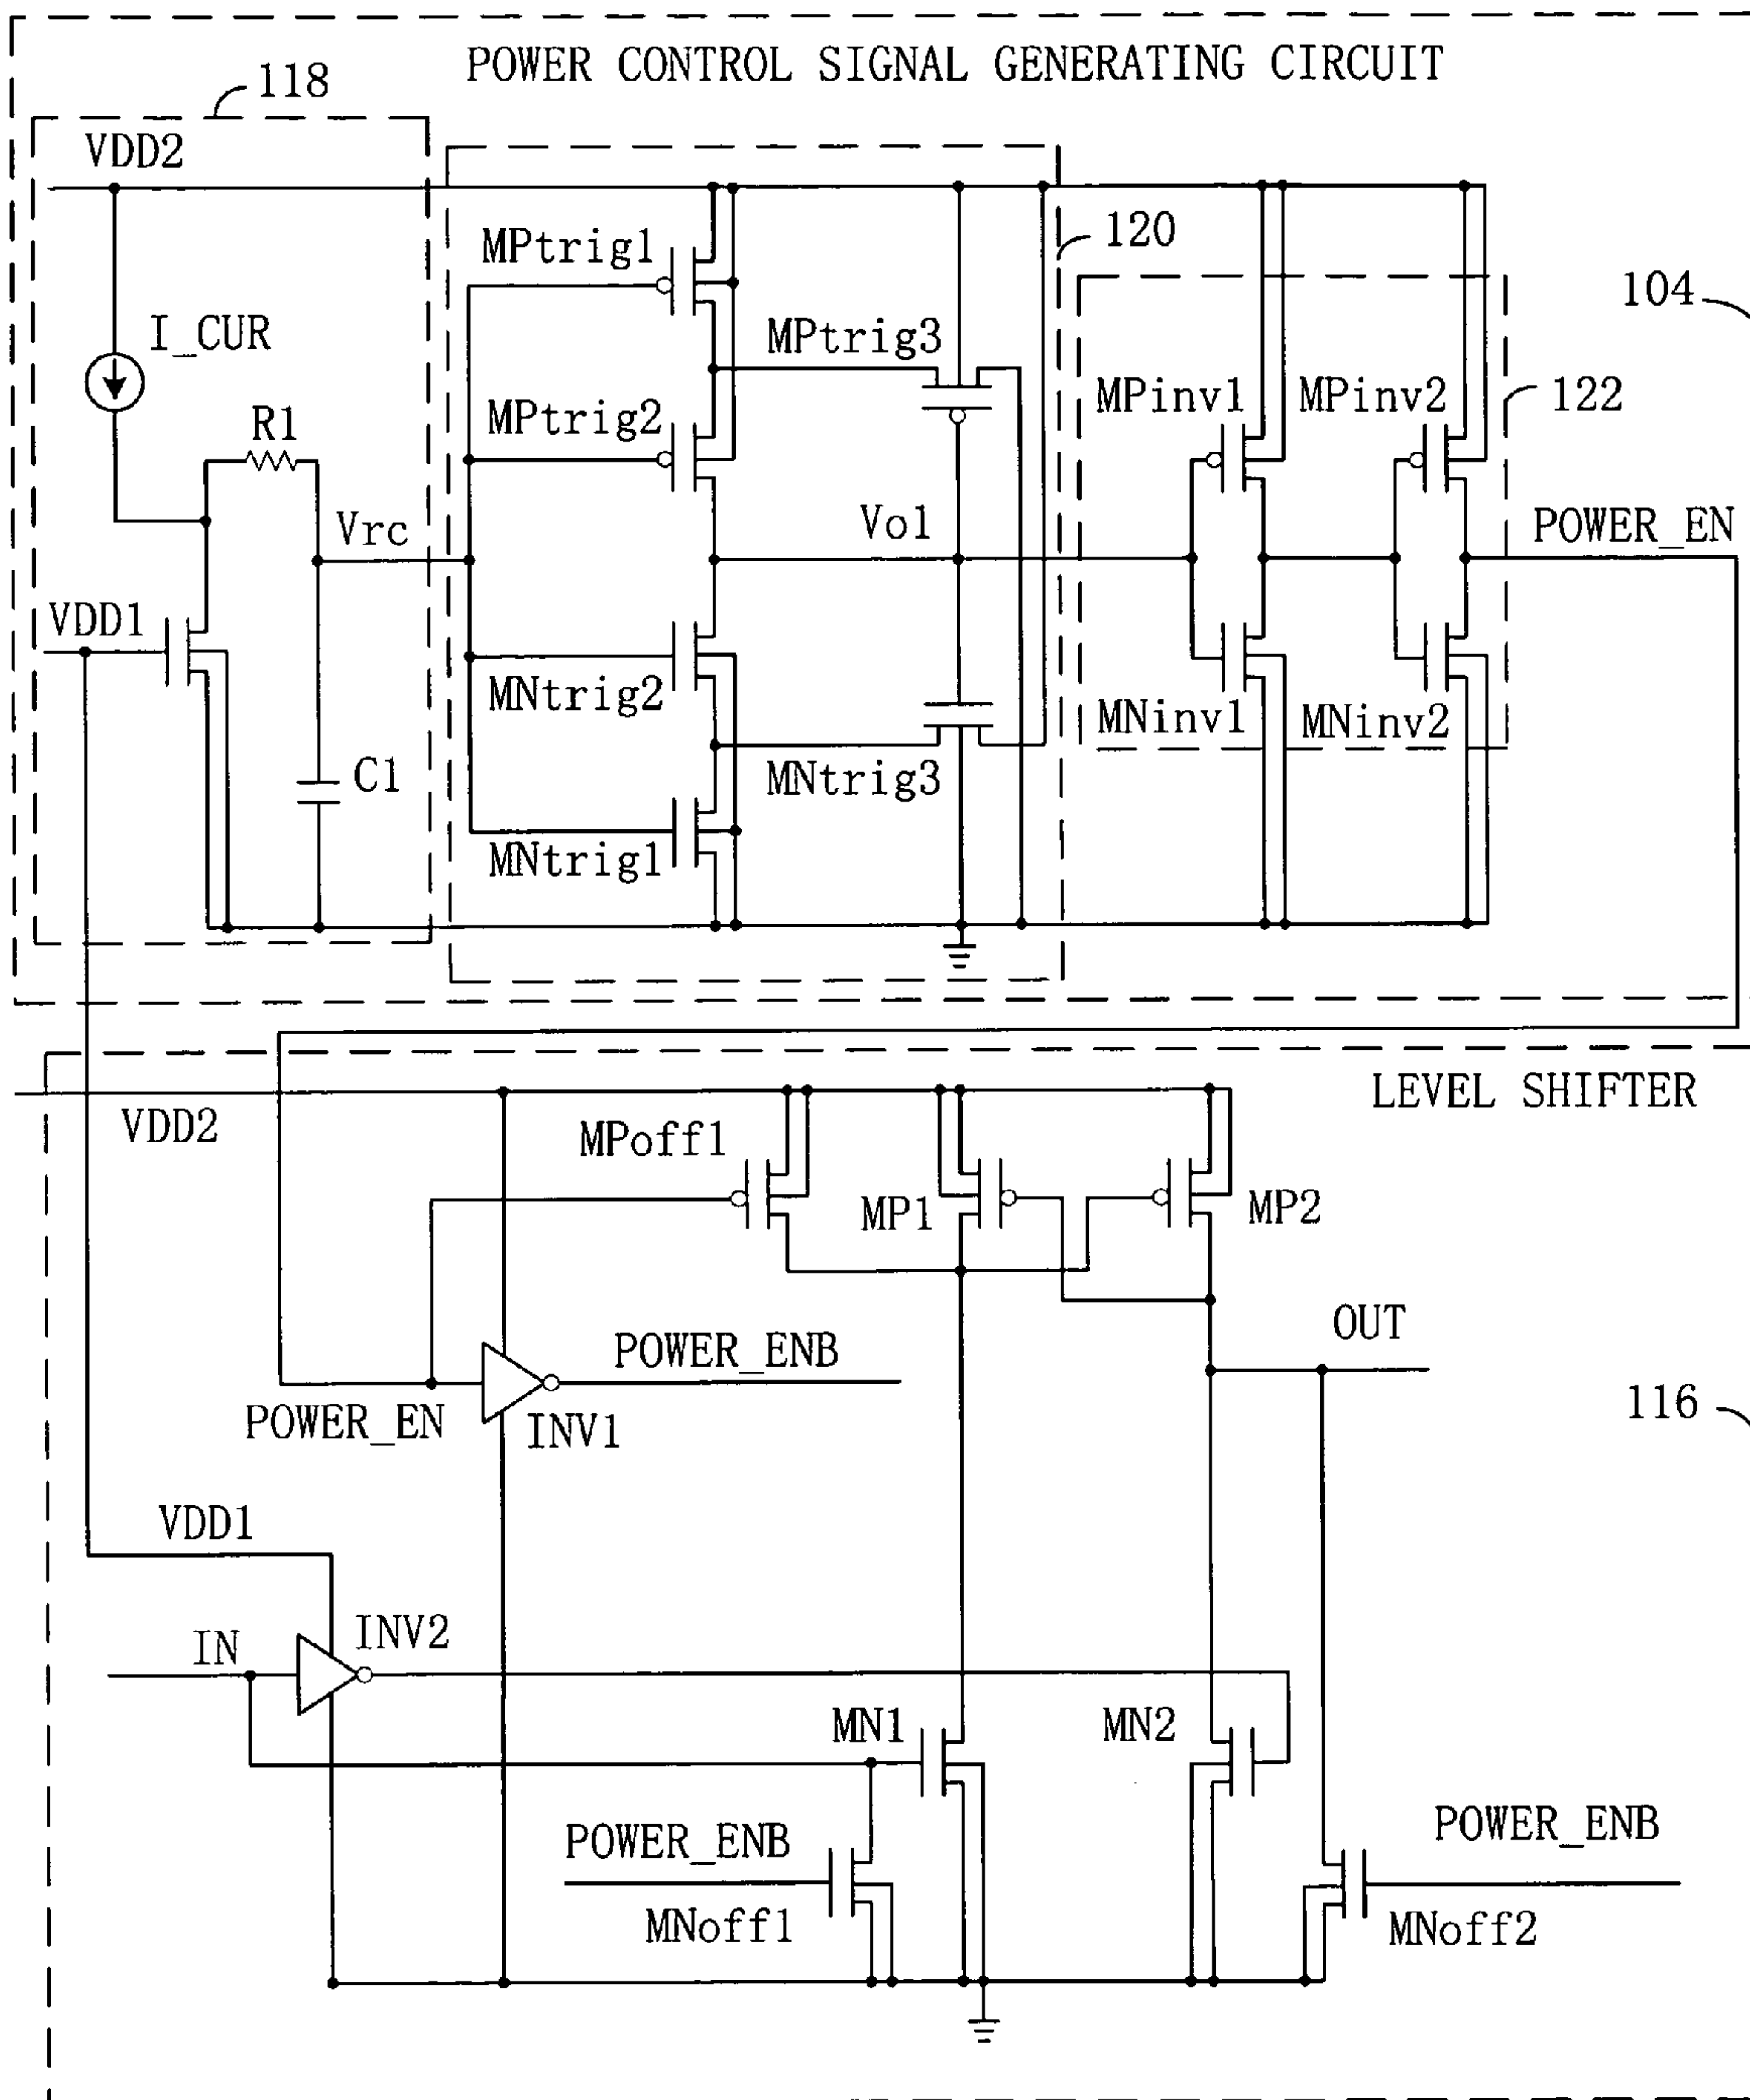 POWER CONTROL SIGNAL GENERATING CIRCUIT
118
VDD2
120
MPtrig1
104
I_CUR
MPtrig3
MPinv1
MPinv2
122
R1
MPtrig2
Vrc
Vo1
POWER_EN
VDD1
MNtrig2
MNinv1
MNinv2
C1
MNtrig3
MNtrig1
LEVEL SHIFTER
VDD2
MPoff1
MP1
MP2
OUT
POWER_ENB
116
POWER_EN
INV1
VDD1
IN
INV2
MN1
MN2
POWER_ENB
POWER_ENB
MNoff1
MNoff2